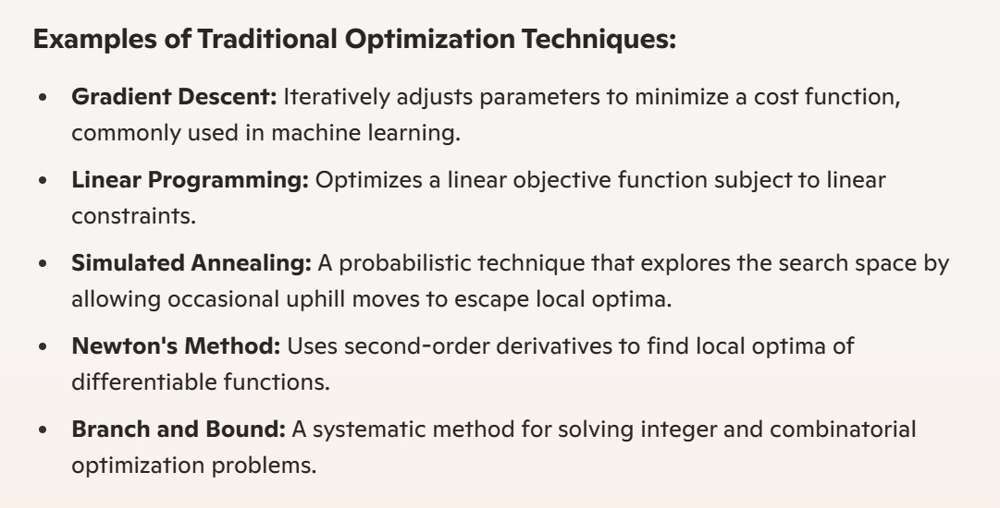 Examples of Traditional Optimization Techniques:
• Gradient Descent: Iteratively adjusts parameters to minimize a cost function,
commonly used in machine learning.
• Linear Programming: Optimizes a linear objective function subject to linear
constraints.
• Simulated Annealing: A probabilistic technique that explores the search space by
allowing occasional uphill moves to escape local optima.
• Newton's Method: Uses second-order derivatives to find local optima of
differentiable functions.
• Branch and Bound: A systematic method for solving integer and combinatorial
optimization problems.